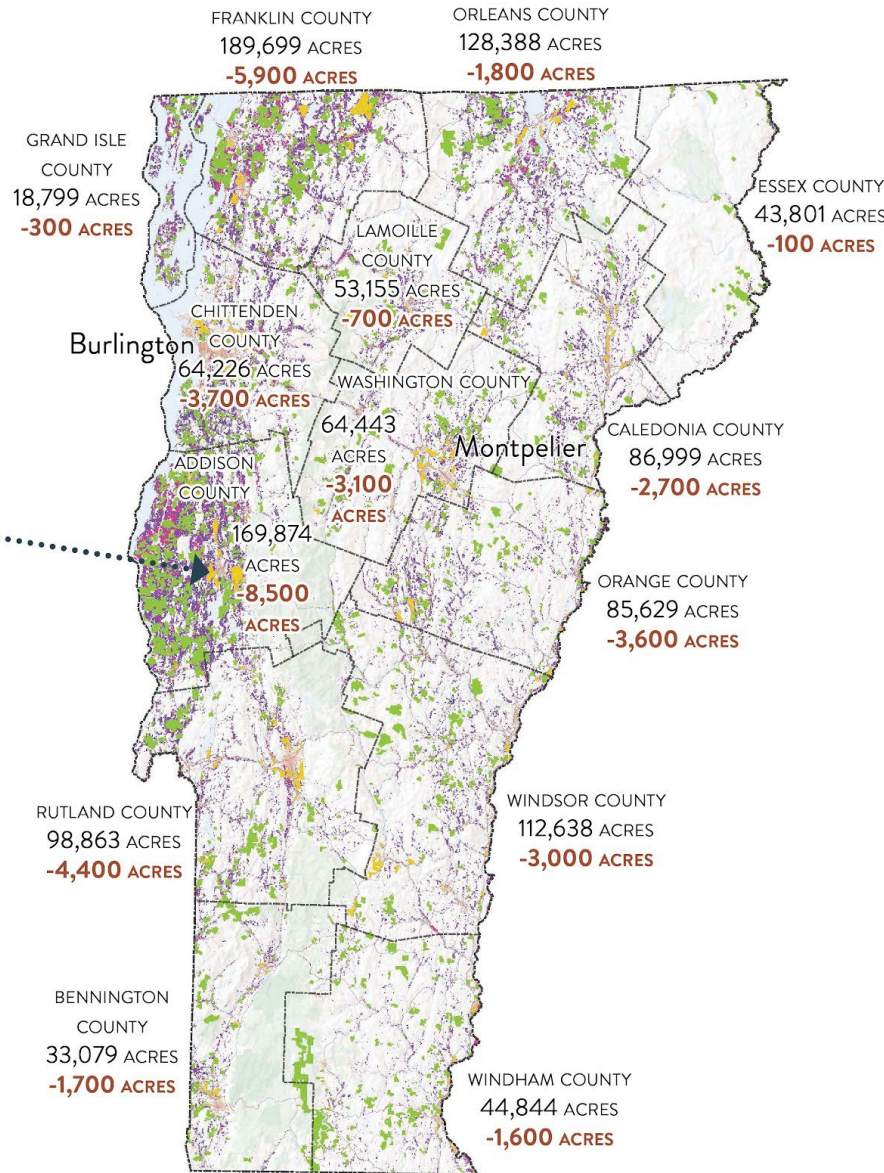 FRANKLIN COUNTY
189,699 ACRES
-5,900 ACRES
ORLEANS COUNTY
128,388 ACRES
-1,800 ACRES
GRAND ISLE
COUNTY
18,799 ACRES
-300 ACRES
ESSEX COUNTY
43,801 ACRES
-100 ACRES
LAMOILLE
COUNTY
53,155 ACRES
-700 ACRES
CHITTENDEN
COUNTY
64,226 ACRES
-3,700 ACRES
Burlington
WASHINGTON COUNTY
64,443
ACRES
-3,100
ACRES
Montpelier
CALEDONIA COUNTY
86,999 ACRES
-2,700 ACRES
ADDISON
COUNTY
169,874
ACRES
-8,500
ACRES
ORANGE COUNTY
85,629 ACRES
-3,600 ACRES
RUTLAND COUNTY
98,863 ACRES
-4,400 ACRES
WINDSOR COUNTY
112,638 ACRES
-3,000 ACRES
BENNINGTON
COUNTY
33,079 ACRES
-1,700 ACRES
WINDHAM COUNTY
44,844 ACRES
-1,600 ACRES